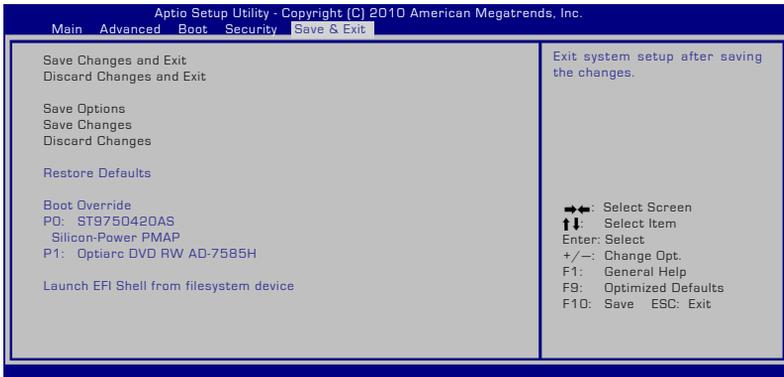 Aptio Setup Utility - Copyright (C) 2010 American Megatrends, Inc.
Main Advanced Boot Security Save & Exit
Save Changes and Exit
Discard Changes and Exit
Save Options
Save Changes
Discard Changes
Restore Defaults
Boot Override
P0: ST9750420AS
Silicon-Power PMAP
P1: Optiarc DVD RW AD-7585H
Launch EFI Shell from filesystem device
Exit system setup after saving
the changes.
→←: Select Screen
↑↓: Select Item
Enter: Select
+/—: Change Opt.
F1: General Help
F9: Optimized Defaults
F10: Save ESC: Exit